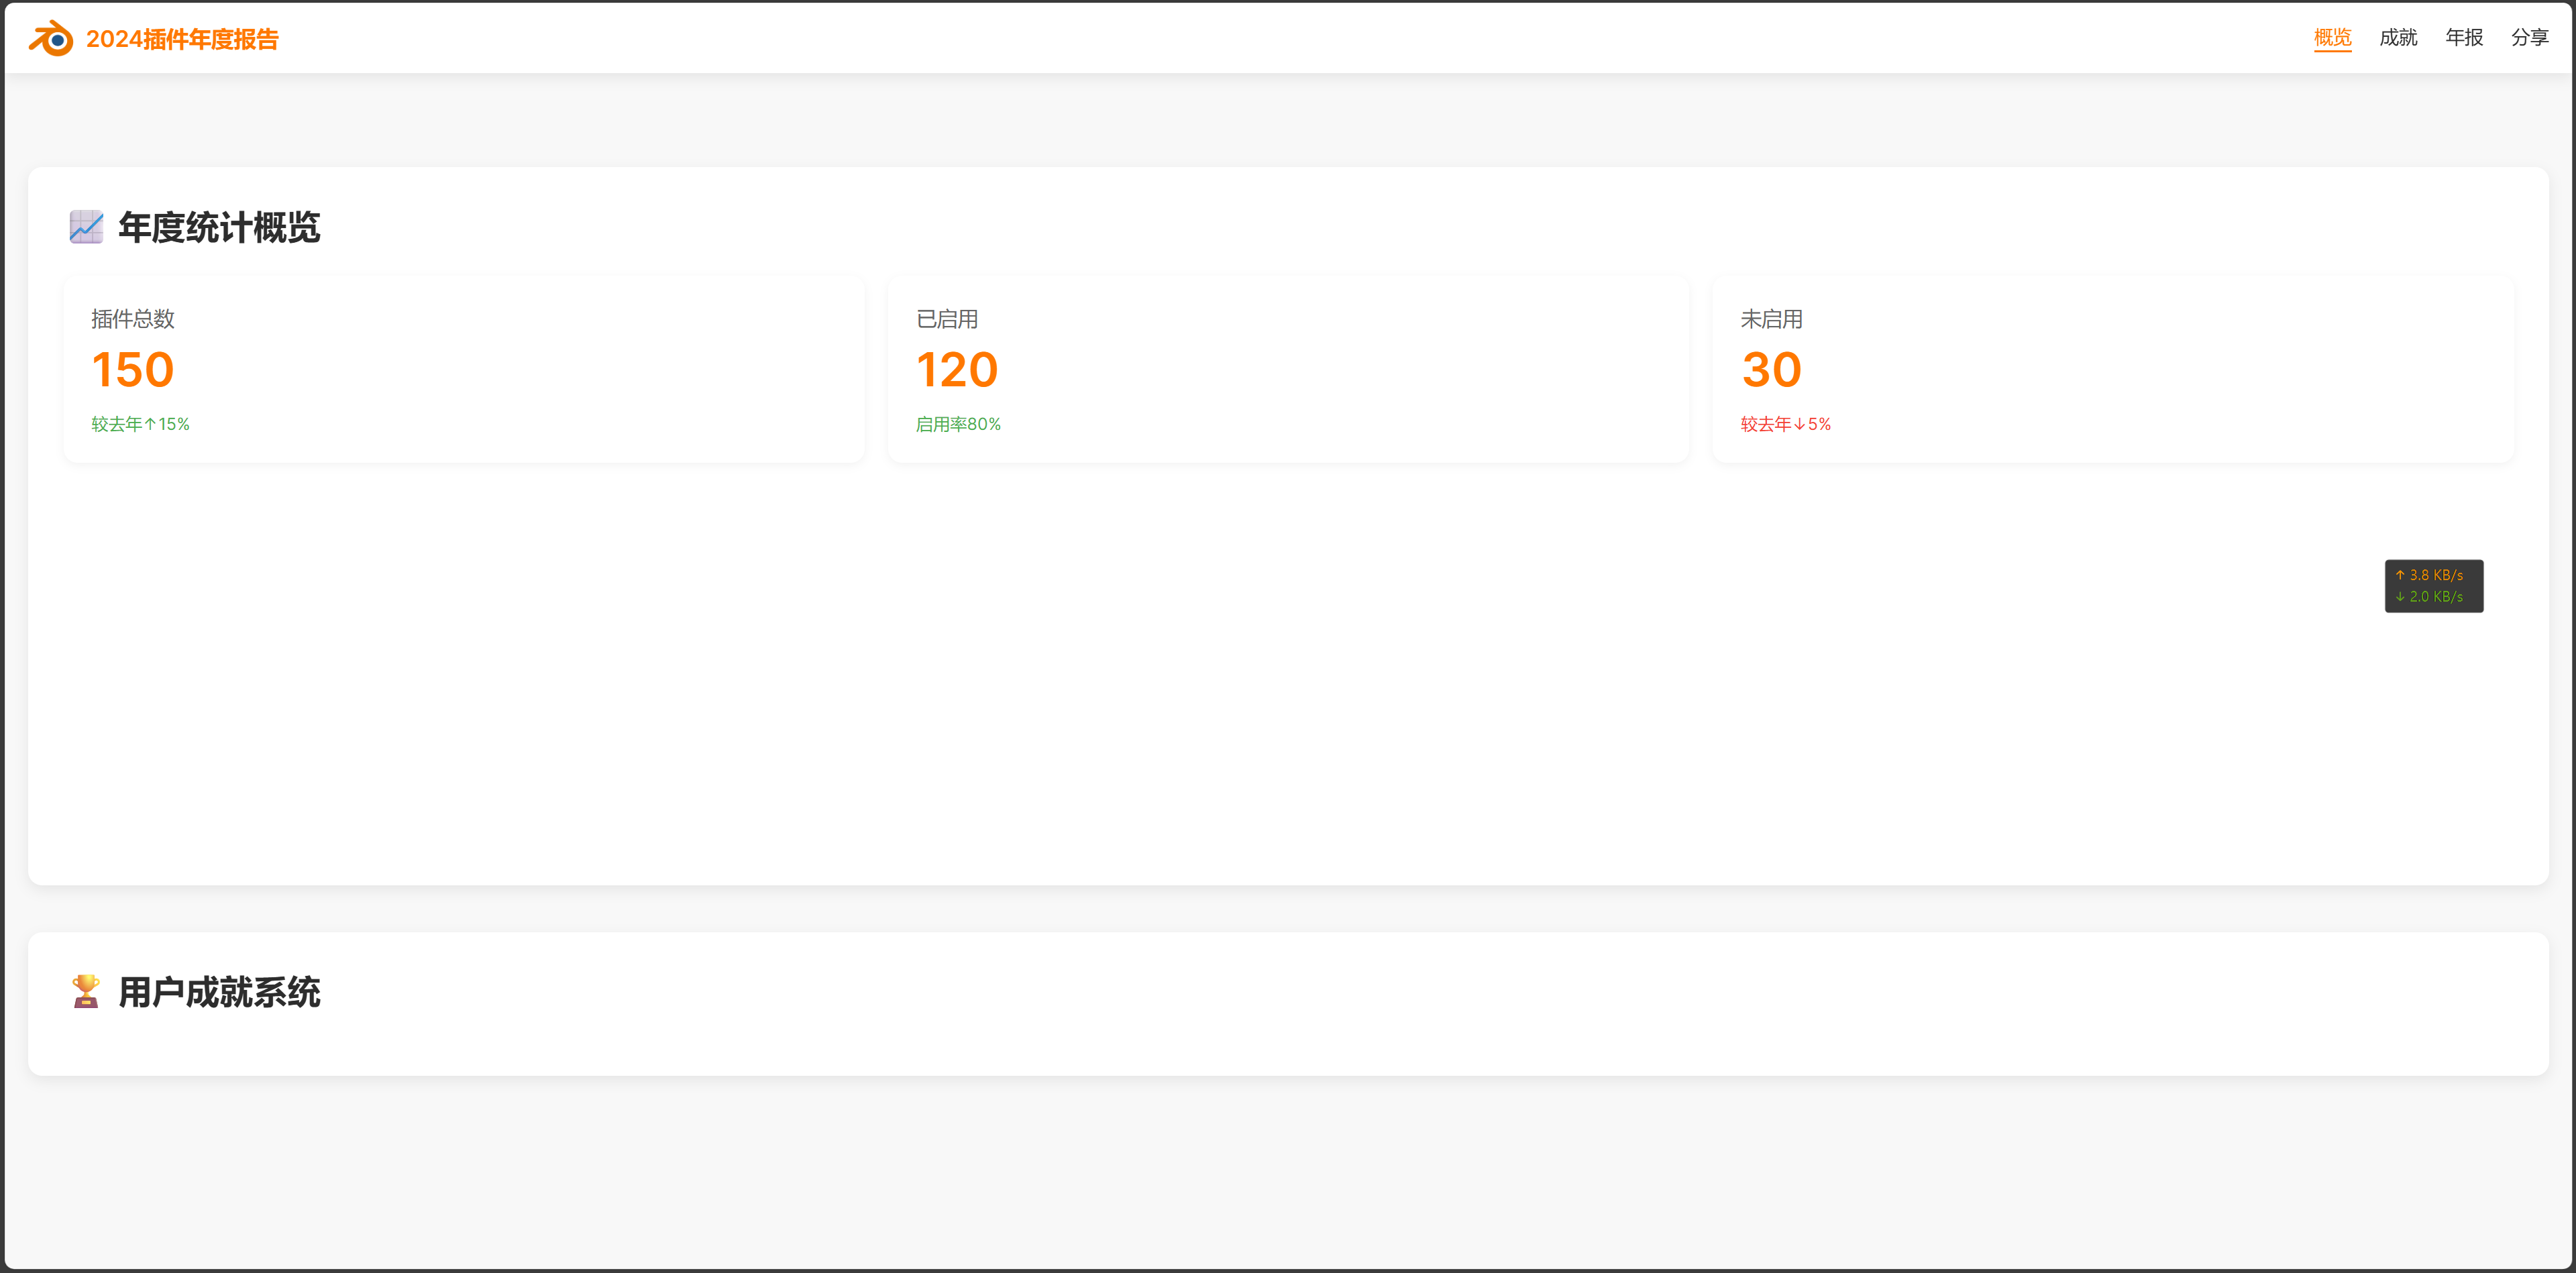 2024插件年度报告
概览 成就 年报 分享
年度统计概览
插件总数
150
较去年↑15%
已启用
120
启用率80%
未启用
30
较去年↓5%
↑ 3.8 KB/s
↓ 2.0 KB/s
用户成就系统